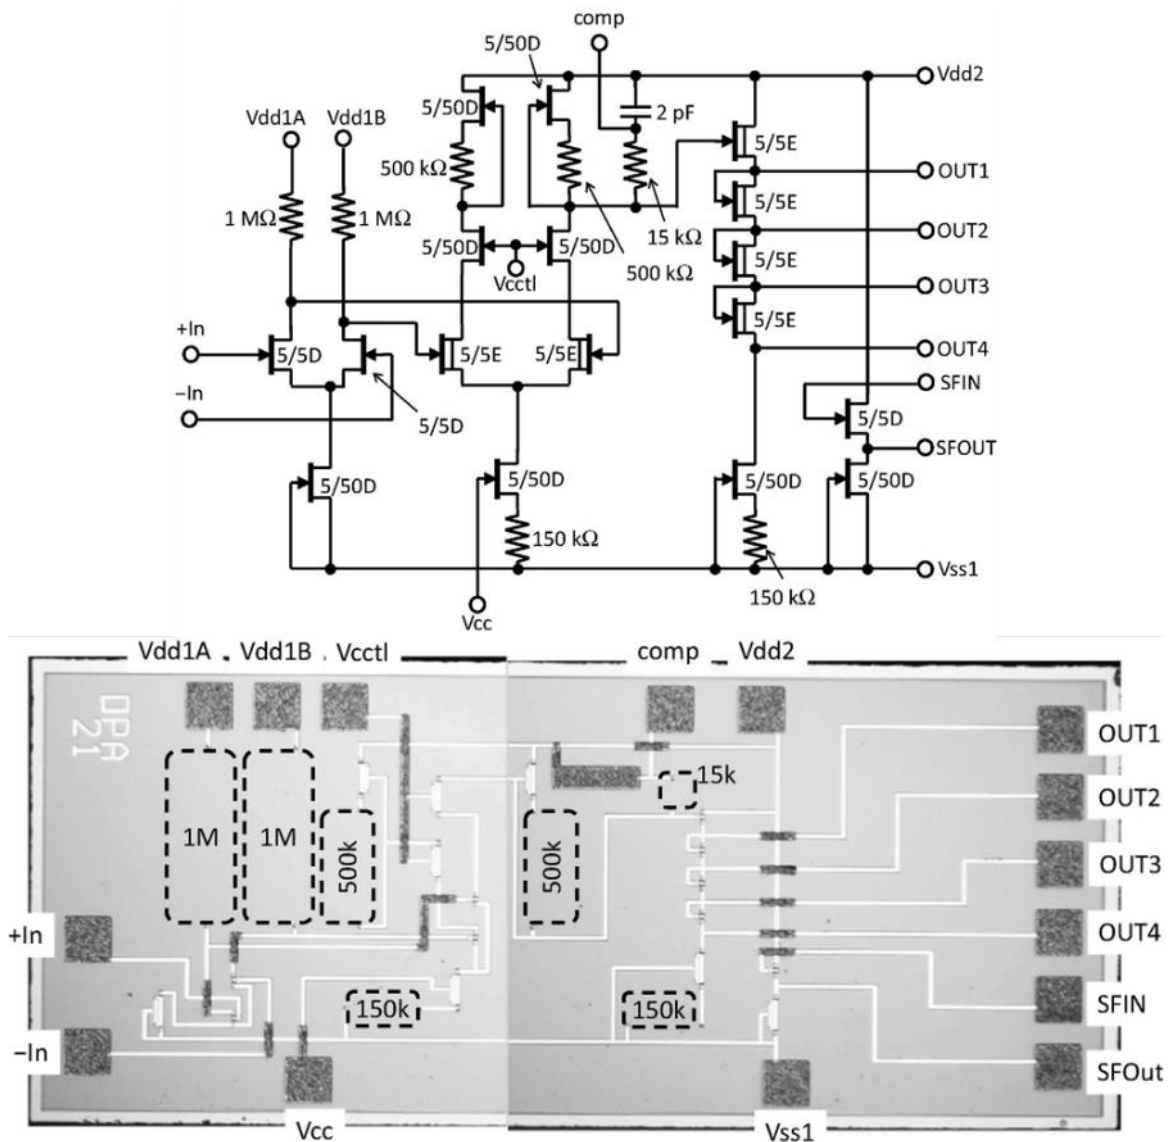 comp
5/50D
Vdd2
5/50D
2 pF
Vdd1A
Vdd1B
5/5E
500 kΩ
OUT1
1 MΩ
1 MΩ
5/5E
15 kΩ
OUT2
5/50D
5/50D
5/5E
500 kΩ
Vcctl
OUT3
5/5E
+In
5/5D
5/5E
5/5E
OUT4
SFIN
−In
5/5D
5/5D
SFOUT
5/50D
5/50D
5/50D
5/50D
150 kΩ
Vss1
150 kΩ
Vcc
Vdd1A
Vdd1B
Vcctl
comp
Vdd2
OPA
21
OUT1
15k
OUT2
1M
1M
500k
500k
OUT3
+In
OUT4
150k
150k
SFIN
−In
SFOut
Vcc
Vss1